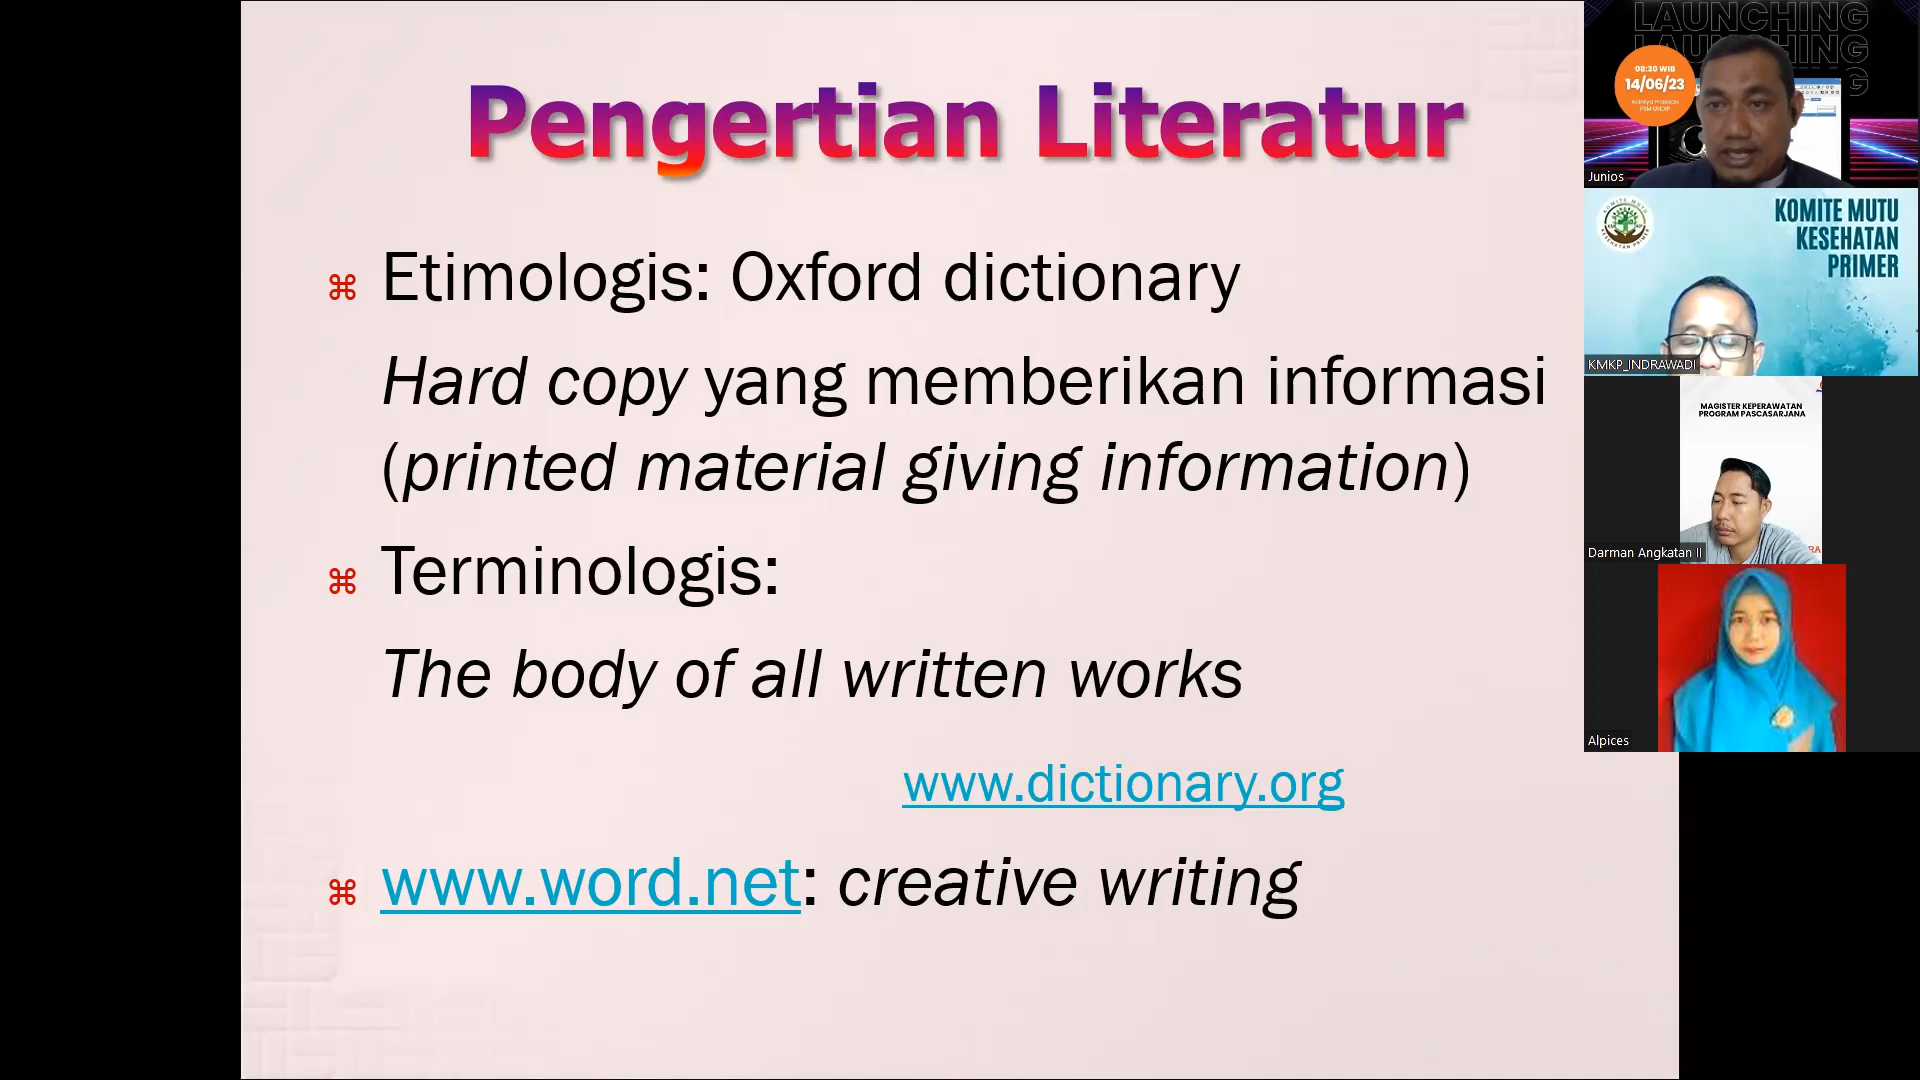 Pengertian Literatur
⌘ Etimologis: Oxford dictionary
Hard copy yang memberikan informasi
(printed material giving information)
⌘ Terminologis:
The body of all written works
www.dictionary.org
⌘ www.word.net: creative writing
LAUNCHING
08:30 WIB
14/06/23
FSM UNDIP
Junios
KOMITE MUTU
KESEHATAN
PRIMER
KMKP_INDRAWADI
MAGISTER KEPERAWATAN
PROGRAM PASCASARJANA
Darman Angkatan II
Alpices